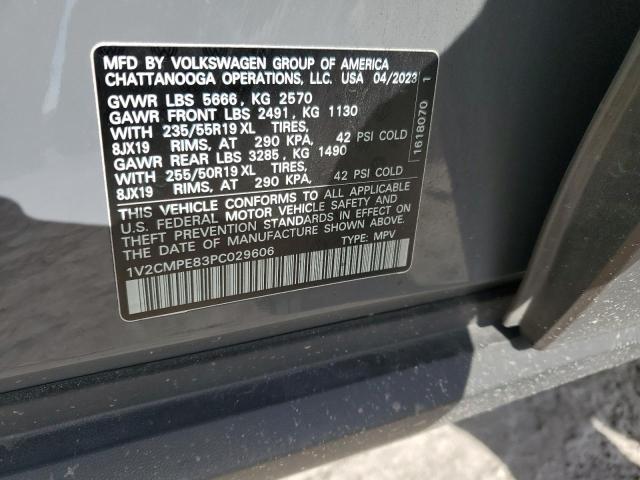 MFD BY VOLKSWAGEN GROUP OF AMERICA
CHATTANOOGA OPERATIONS, LLC. USA 04/2023
GVWR LBS 5666, KG 2570
GAWR FRONT LBS 2491, KG 1130
WITH 235/55R19 XL TIRES,
8JX19 RIMS, AT 290 KPA, 42 PSI COLD
GAWR REAR LBS 3285, KG 1490
WITH 255/50R19 XL TIRES,
8JX19 RIMS, AT 290 KPA, 42 PSI COLD
THIS VEHICLE CONFORMS TO ALL APPLICABLE
U.S. FEDERAL MOTOR VEHICLE SAFETY AND
THEFT PREVENTION STANDARDS IN EFFECT ON
THE DATE OF MANUFACTURE SHOWN ABOVE.
1V2CMPE83PC029606 TYPE: MPV
1618070 1